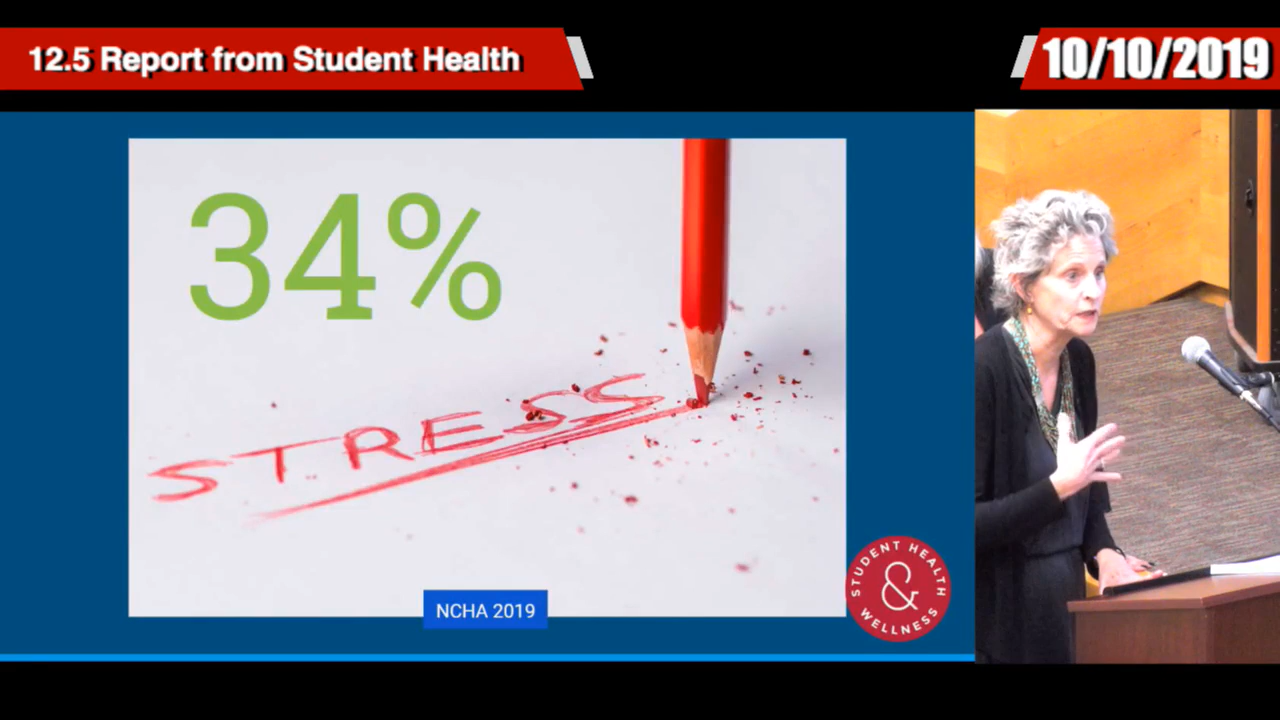 12.5 Report from Student Health
10/10/2019
34%
STRESS
NCHA 2019
STUDENT HEALTH
&
WELLNESS